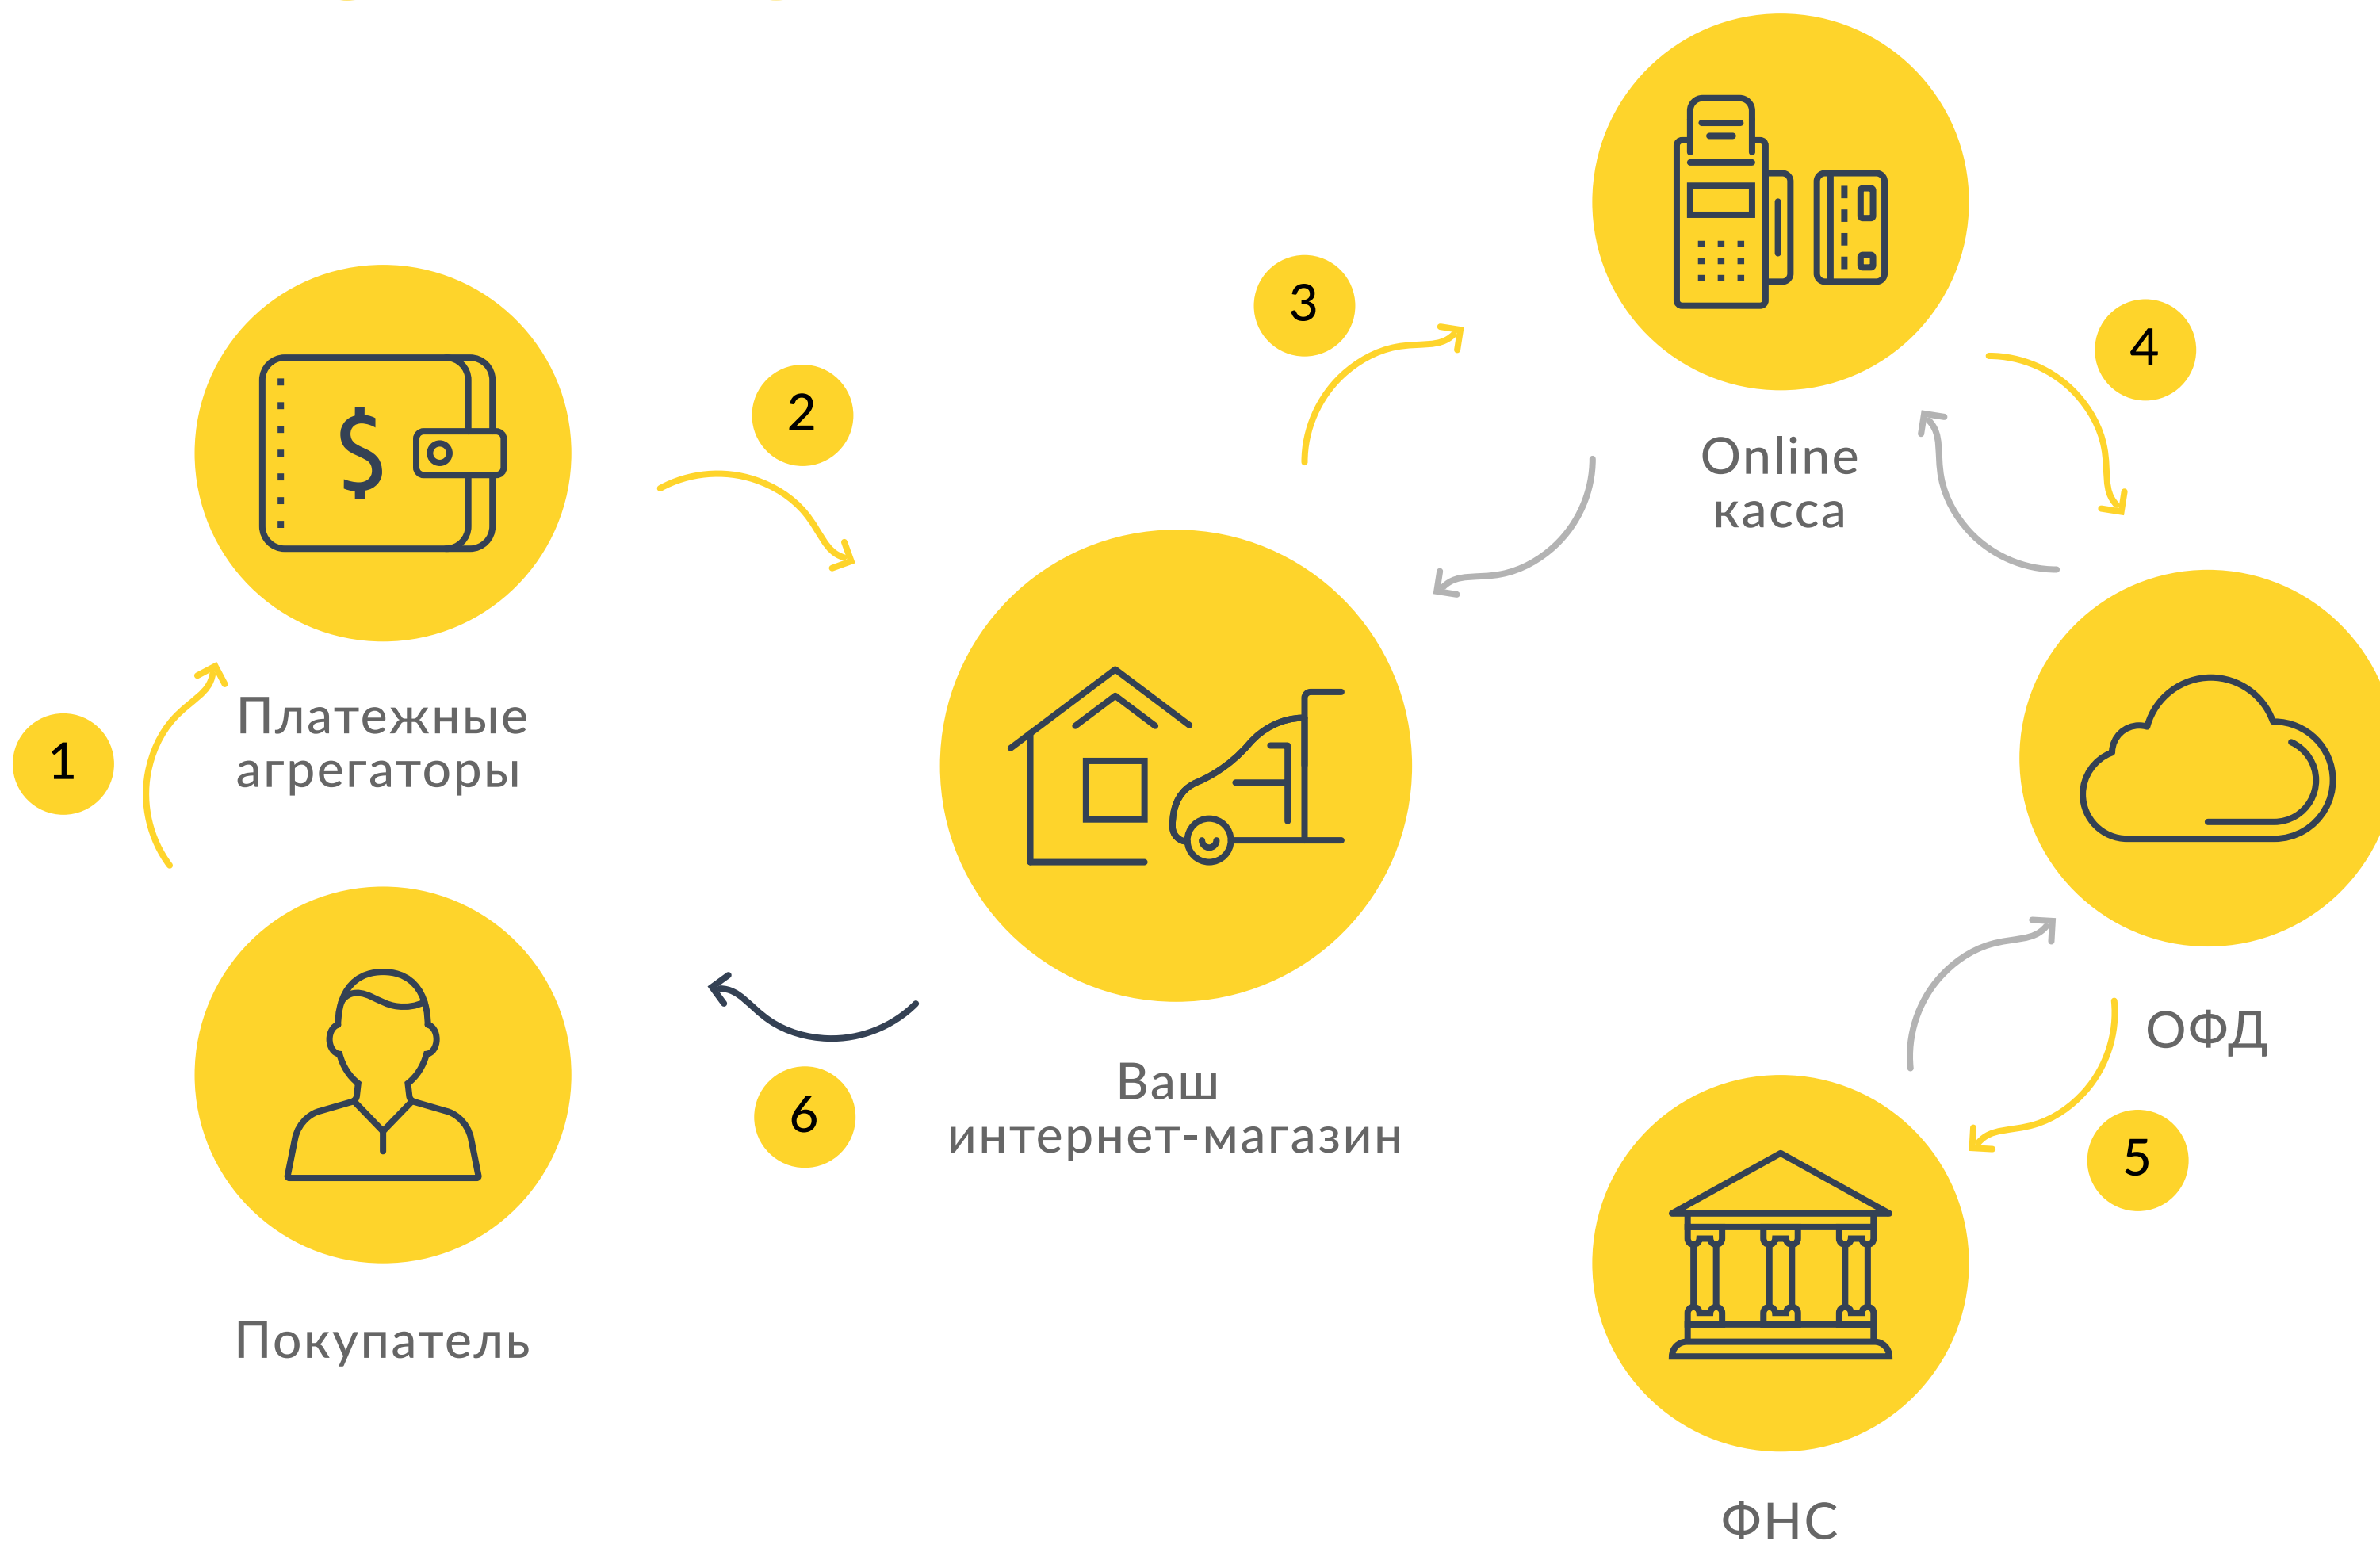 1
Платежные
агрегаторы
2
3
Online
касса
4
Покупатель
6
Ваш
интернет-магазин
ОФД
5
ФНС